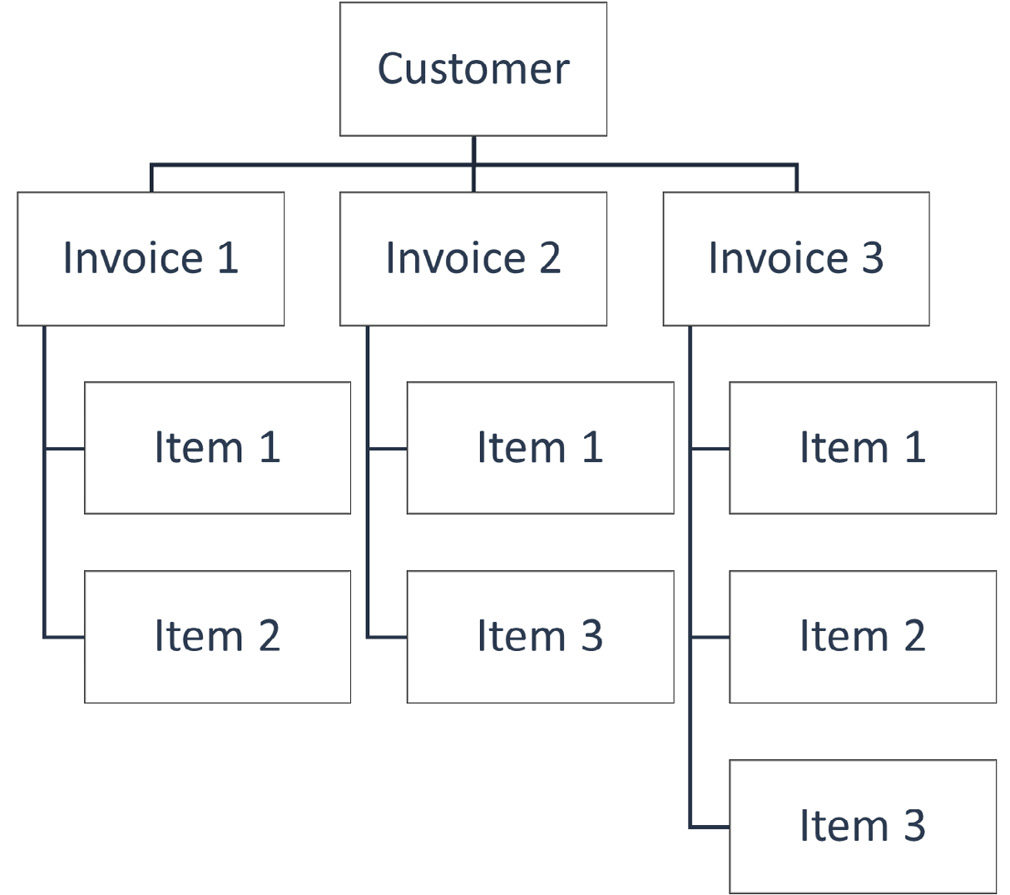 Customer
Invoice 1
Invoice 2
Invoice 3
Item 1
Item 2
Item 1
Item 3
Item 1
Item 2
Item 3